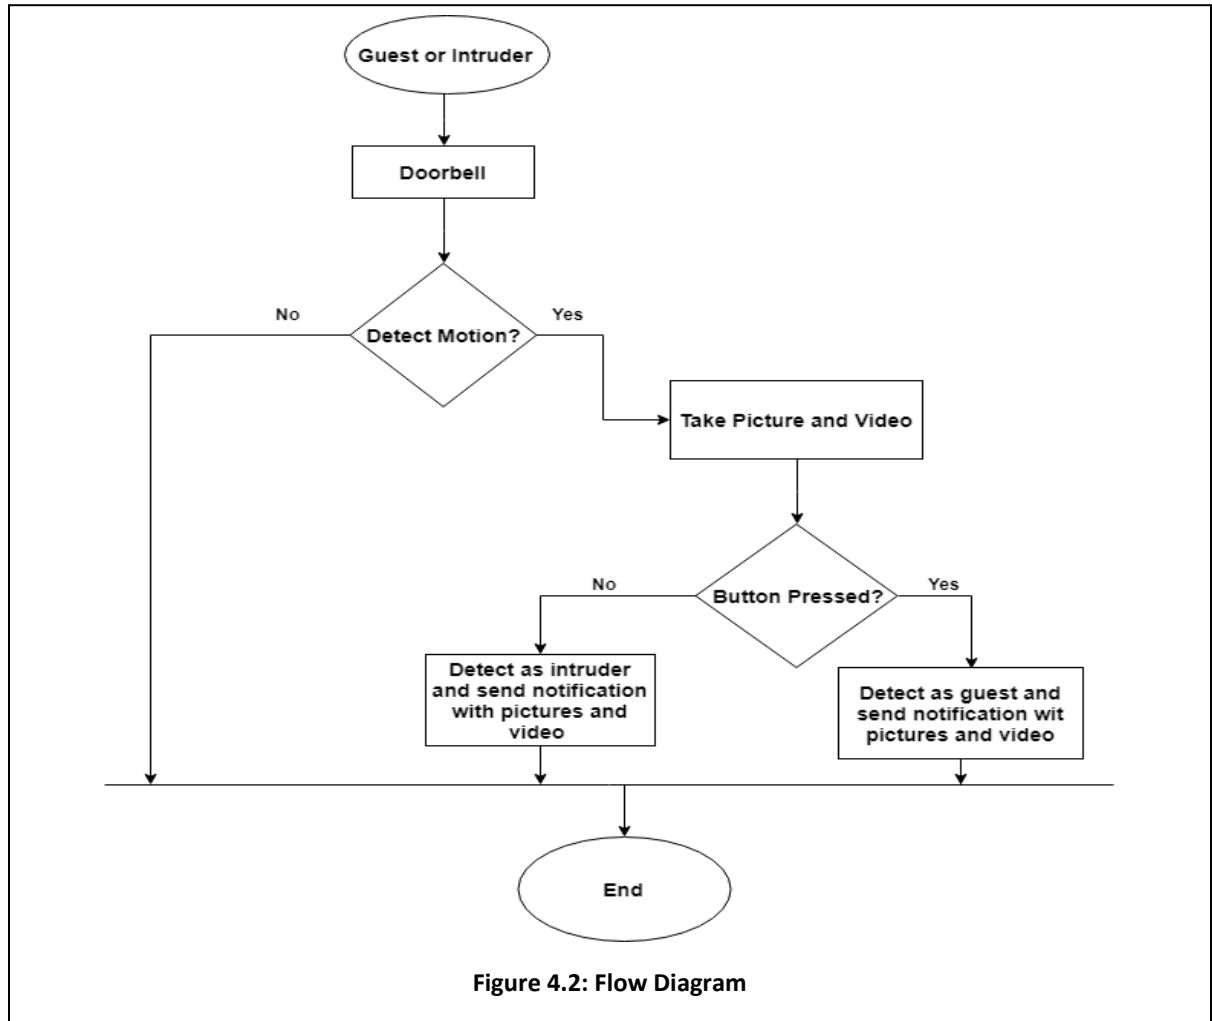 Guest or Intruder
Doorbell
No
Yes
Detect Motion?
Take Picture and Video
No
Yes
Button Pressed?
Detect as intruder
and send notification
with pictures and
video
Detect as guest and
send notification wit
pictures and video
End
Figure 4.2: Flow Diagram